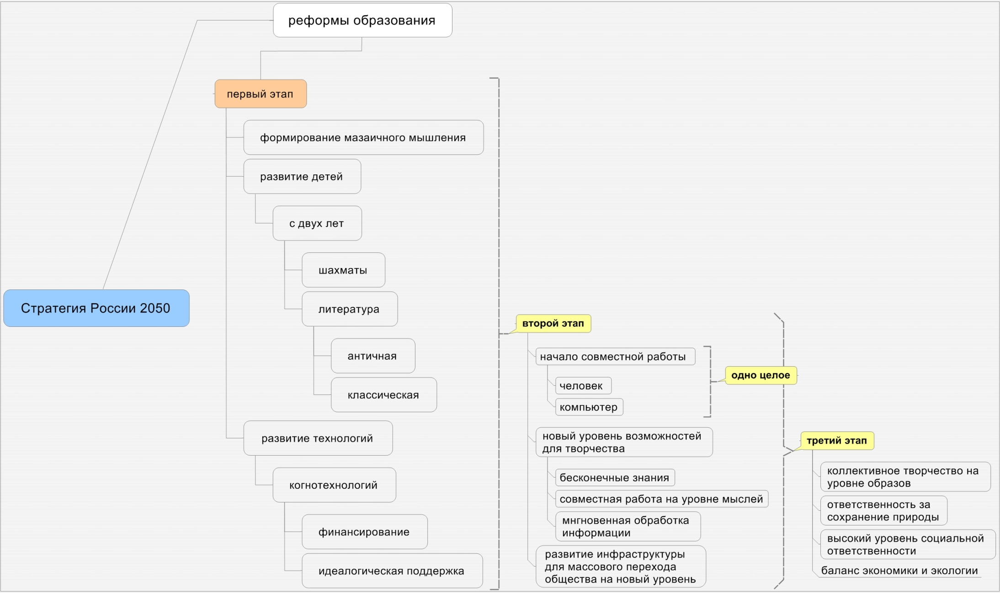 реформы образования
первый этап
формирование мазаичного мышления
развитие детей
с двух лет
шахматы
литература
античная
классическая
развитие технологий
когнотехнологий
финансирование
идеалогическая поддержка
Стратегия России 2050
второй этап
начало совместной работы
человек
компьютер
одно целое
новый уровень возможностей
для творчества
бесконечные знания
совместная работа на уровне мыслей
мнгновенная обработка
информации
развитие инфраструктуры
для массового перехода
общества на новый уровень
третий этап
коллективное творчество на
уровне образов
ответственность за
сохранение природы
высокий уровень социальной
ответственности
баланс экономики и экологии